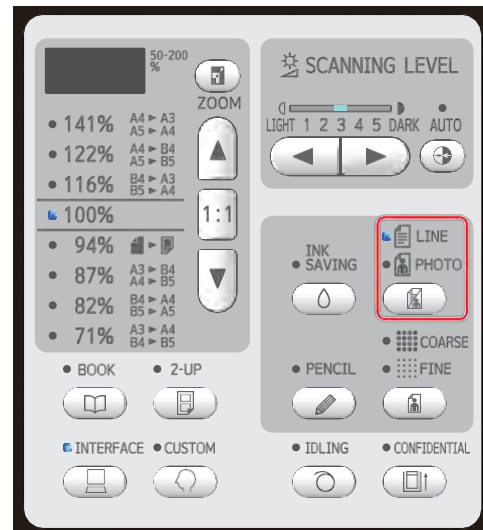 50-200
%
ZOOM
141% A4 ► A3
A5 ► A4
122% A4 ► B4
A5 ► B5
116% B4 ► A3
B5 ► A4
100%
1:1
94%
87% A3 ► B4
A4 ► B5
82% B4 ► A4
B5 ► A5
71% A3 ► A4
B4 ► B5
BOOK
2-UP
INTERFACE
CUSTOM
SCANNING LEVEL
LIGHT 1 2 3 4 5 DARK AUTO
INK
SAVING
LINE
PHOTO
COARSE
FINE
PENCIL
IDLING
CONFIDENTIAL